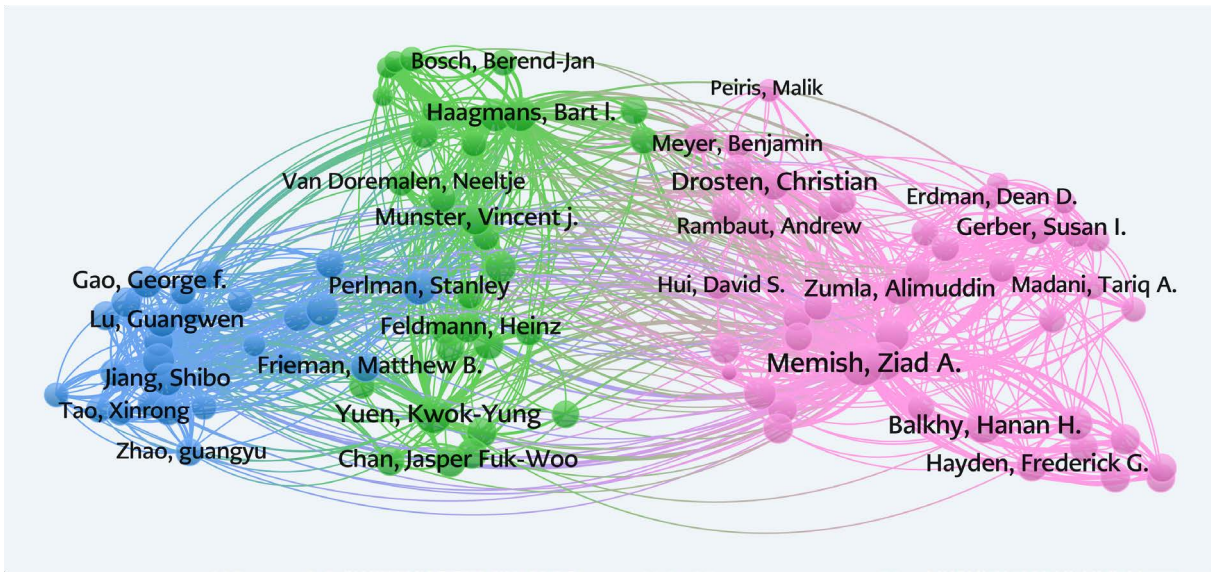 Bosch, Berend-Jan
Peiris, Malik
Haagmans, Bart l.
Meyer, Benjamin
Van Doremalen, Neeltje
Drosten, Christian
Erdman, Dean D.
Munster, Vincent j.
Rambaut, Andrew
Gerber, Susan I.
Gao, George f.
Perlman, Stanley
Hui, David S.
Zumla, Alimuddin
Madani, Tariq A.
Lu, Guangwen
Feldmann, Heinz
Frieman, Matthew B.
Memish, Ziad A.
Jiang, Shibo
Tao, Xinrong
Yuen, Kwok-Yung
Balkhy, Hanan H.
Zhao, guangyu
Chan, Jasper Fuk-Woo
Hayden, Frederick G.